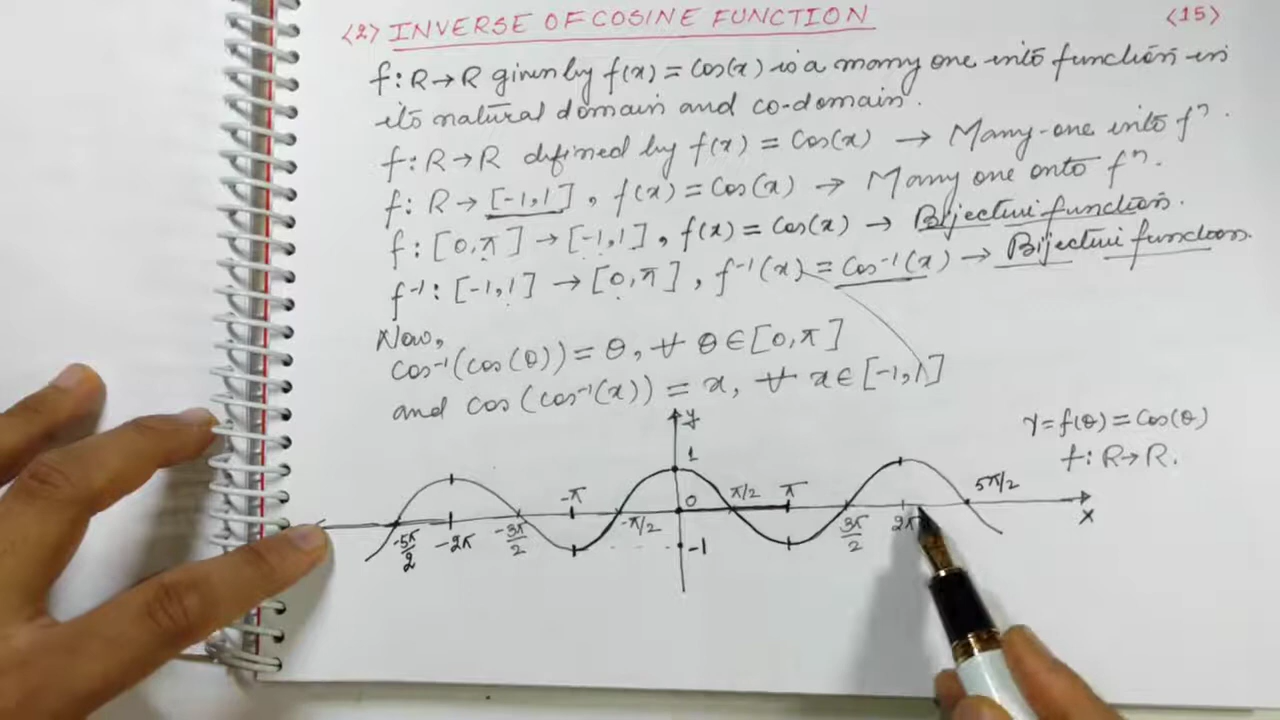 <2> INVERSE OF COSINE FUNCTION <15>
f: R→R given by f(x) = Cos(x) is a many one into function in
its natural domain and co-domain.
f: R→R defined by f(x) = Cos(x) → Many-one into fⁿ.
f: R→[-1,1], f(x) = Cos(x) → Many one onto fⁿ.
f: [0,π]→[-1,1], f(x) = Cos(x) → Bijective function.
f⁻¹: [-1,1] → [0,π], f⁻¹(x) = Cos⁻¹(x) → Bijective function.
Now,
cos⁻¹(cos(θ)) = θ, ∀ θ∈[0,π]
and cos(cos⁻¹(x)) = x, ∀ x∈[-1,1]
Y = f(θ) = Cos(θ)
f: R→R.
y
1
-π 0 π/2 π 5π/2
-5π/2 -2π -3π/2 -π/2 3π/2 2π x
-1